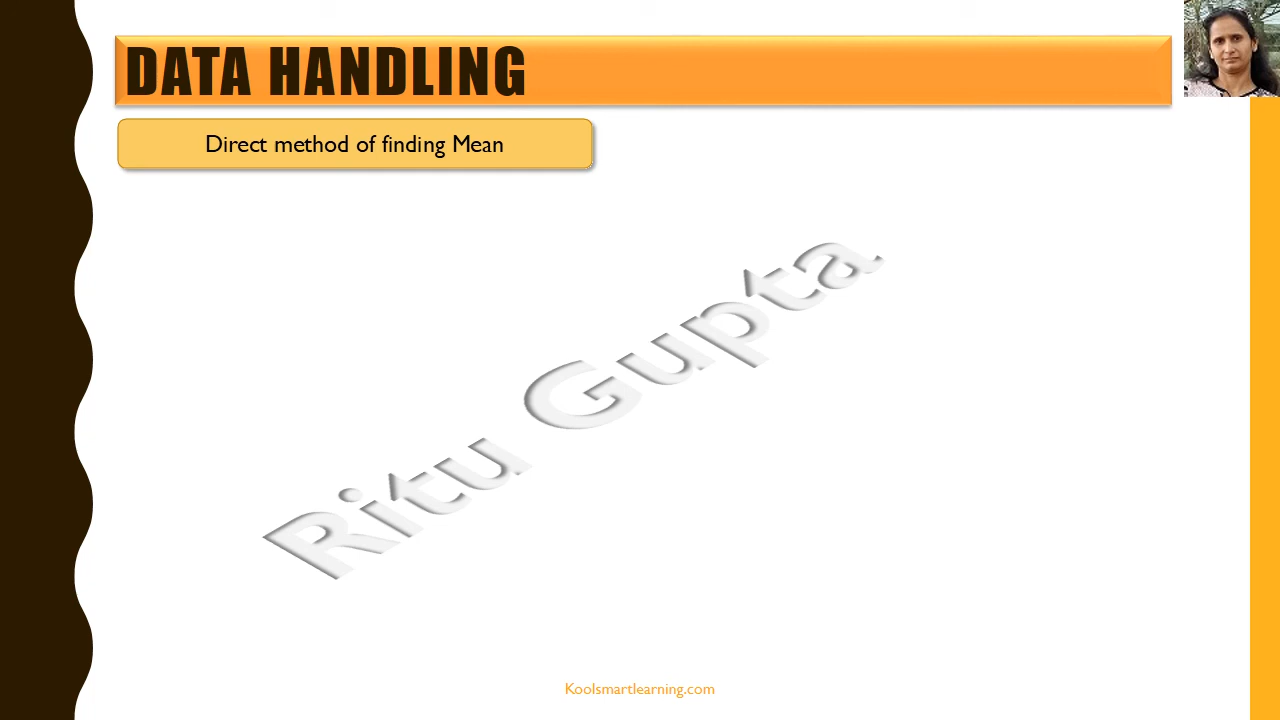 DATA HANDLING
Direct method of finding Mean
Ritu Gupta
Koolsmartlearning.com